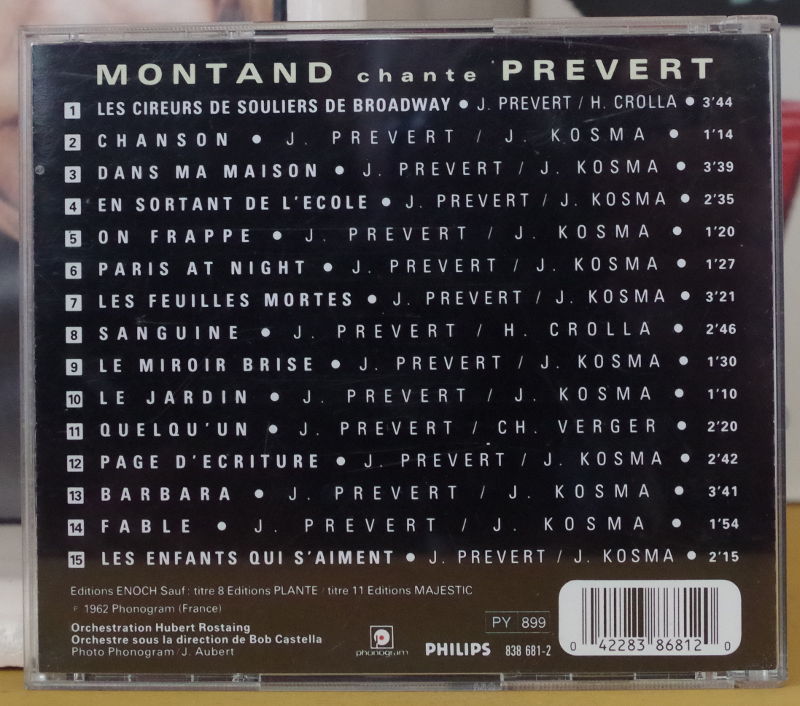 MONTAND chante PREVERT
1 LES CIREURS DE SOULIERS DE BROADWAY • J. PREVERT / H. CROLLA • 3'44
2 CHANSON • J. PREVERT / J. KOSMA • 1'14
3 DANS MA MAISON • J. PREVERT / J. KOSMA • 3'39
4 EN SORTANT DE L'ECOLE • J. PREVERT / J. KOSMA • 2'35
5 ON FRAPPE • J. PREVERT / J. KOSMA • 1'20
6 PARIS AT NIGHT • J. PREVERT / J. KOSMA • 1'27
7 LES FEUILLES MORTES • J. PREVERT / J. KOSMA • 3'21
8 SANGUINE • J. PREVERT / H. CROLLA • 2'46
9 LE MIROIR BRISE • J. PREVERT / J. KOSMA • 1'30
10 LE JARDIN • J. PREVERT / J. KOSMA • 1'10
11 QUELQU'UN • J. PREVERT / CH. VERGER • 2'20
12 PAGE D'ECRITURE • J. PREVERT / J. KOSMA • 2'42
13 BARBARA • J. PREVERT / J. KOSMA • 3'41
14 FABLE • J. PREVERT / J. KOSMA • 1'54
15 LES ENFANTS QUI S'AIMENT • J. PREVERT / J. KOSMA • 2'15
Editions ENOCH Sauf : titre 8 Editions PLANTE / titre 11 Editions MAJESTIC
℗ 1962 Phonogram (France)
Orchestration Hubert Rostaing
Orchestre sous la direction de Bob Castella
Photo Phonogram / J. Aubert
phonogram
PHILIPS
PY 899
838 681-2
0 42283 86812 0